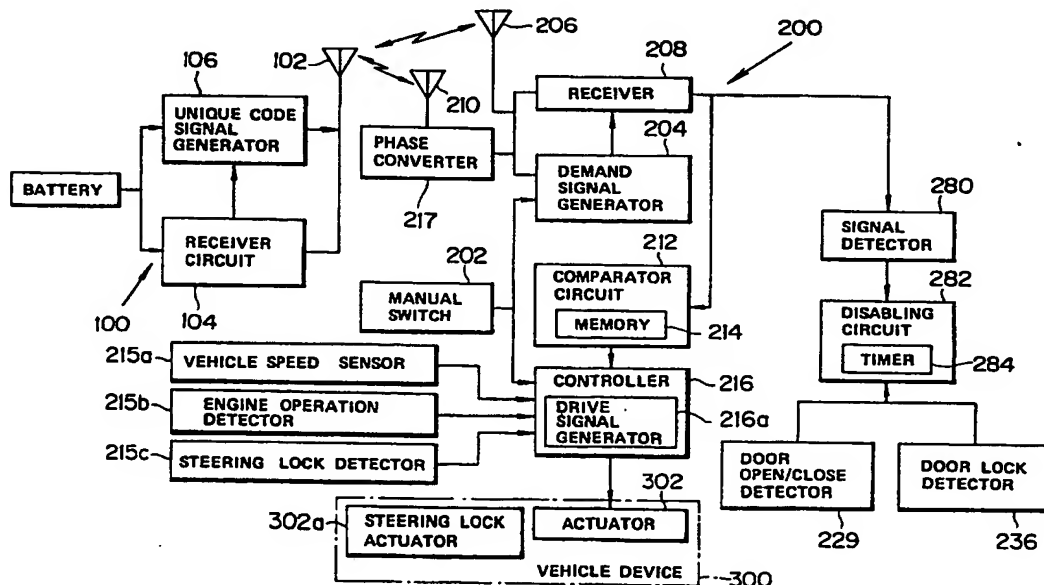 206
200
106
102
208
210
RECEIVER
UNIQUE CODE
SIGNAL
GENERATOR
204
PHASE
CONVERTER
DEMAND
SIGNAL
GENERATOR
BATTERY
217
280
RECEIVER
CIRCUIT
SIGNAL
DETECTOR
202
212
COMPARATOR
CIRCUIT
282
100
104
MANUAL
SWITCH
MEMORY
214
DISABLING
CIRCUIT
215a
VEHICLE SPEED SENSOR
TIMER
284
CONTROLLER
216
215b
ENGINE OPERATION
DETECTOR
DRIVE
SIGNAL
GENERATOR
216a
215c
STEERING LOCK DETECTOR
DOOR
OPEN/CLOSE
DETECTOR
DOOR LOCK
DETECTOR
302
302a
STEERING LOCK
ACTUATOR
ACTUATOR
229
236
VEHICLE DEVICE
300